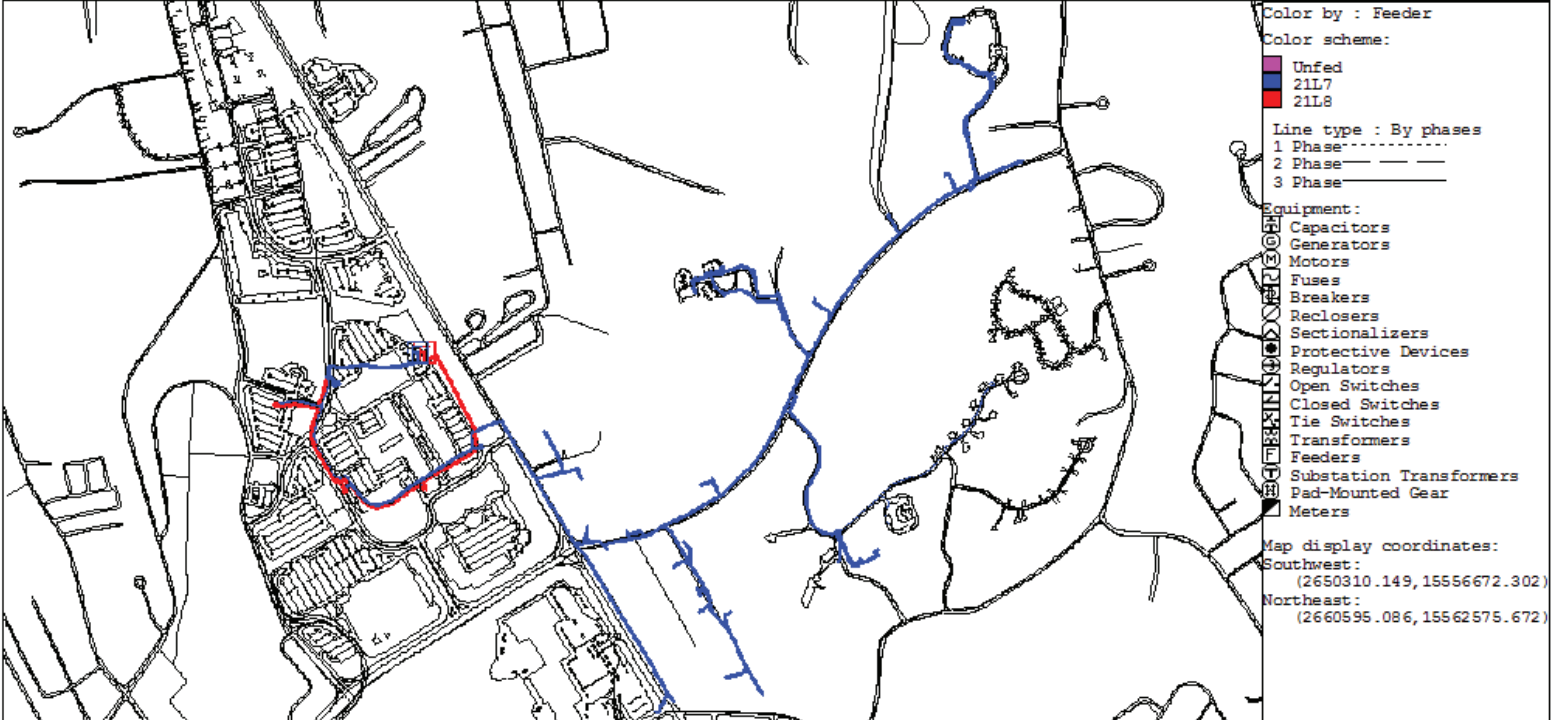 Color by : Feeder
Color scheme:
Unfed
21L7
21L8
Line type : By phases
1 Phase
2 Phase
3 Phase
Equipment:
Capacitors
G Generators
M Motors
Fuses
Breakers
Reclosers
Sectionalizers
Protective Devices
Regulators
Open Switches
Closed Switches
Tie Switches
Transformers
F Feeders
T Substation Transformers
Pad-Mounted Gear
Meters
Map display coordinates:
Southwest:
(2650310.149,15556672.302)
Northeast:
(2660595.086,15562575.672)